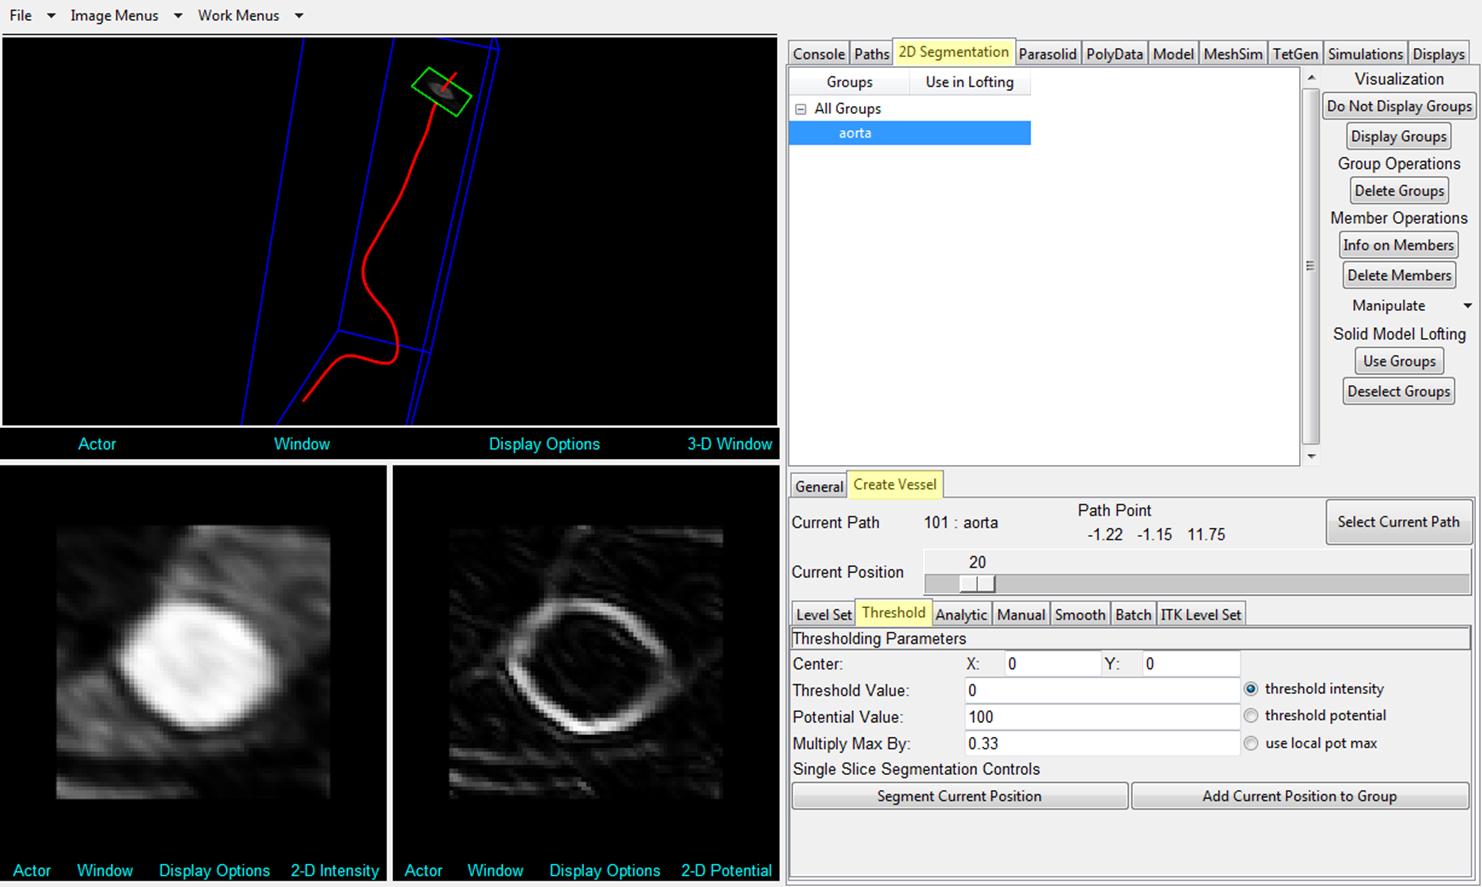 File Image Menus Work Menus
Console Paths 2D Segmentation Parasolid PolyData Model MeshSim TetGen Simulations Displays
Groups Use in Lofting
All Groups
aorta
Visualization
Do Not Display Groups
Display Groups
Group Operations
Delete Groups
Member Operations
Info on Members
Delete Members
Manipulate
Solid Model Lofting
Use Groups
Deselect Groups
Actor Window Display Options 3-D Window
General Create Vessel
Current Path 101 : aorta Path Point Select Current Path
-1.22 -1.15 11.75
20
Current Position
Level Set Threshold Analytic Manual Smooth Batch ITK Level Set
Thresholding Parameters
Center: X: 0 Y: 0
Threshold Value: 0 threshold intensity
Potential Value: 100 threshold potential
Multiply Max By: 0.33 use local pot max
Single Slice Segmentation Controls
Segment Current Position Add Current Position to Group
Actor Window Display Options 2-D Intensity
Actor Window Display Options 2-D Potential